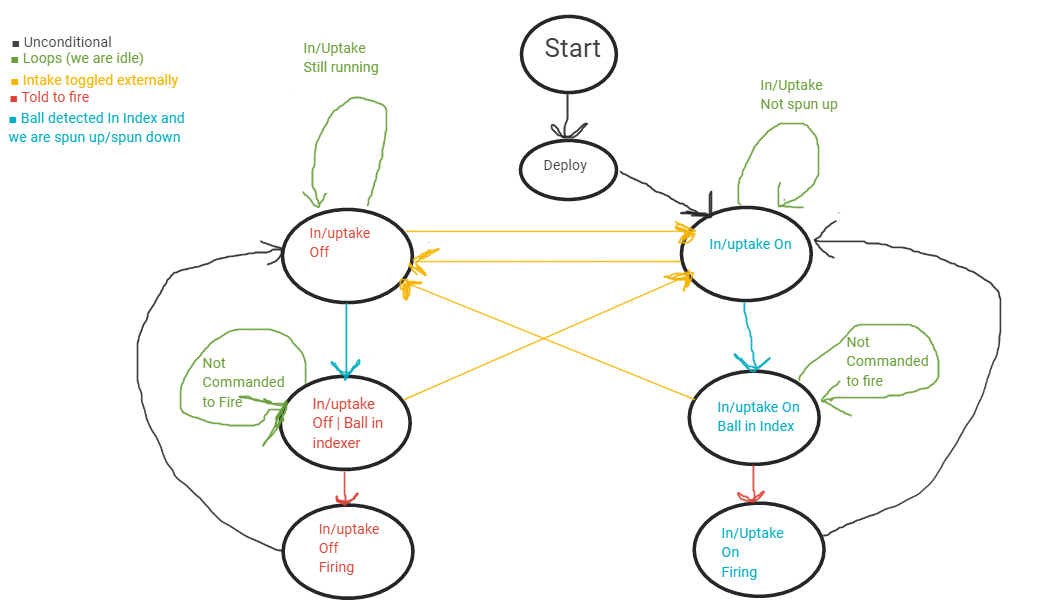 Unconditional
Loops (we are idle)
Intake toggled externally
Told to fire
Ball detected In Index and
we are spun up/spun down
In/Uptake
Still running
Start
In/Uptake
Not spun up
Deploy
In/uptake
Off
In/uptake On
Not
Commanded
to Fire
In/uptake
Off | Ball in
indexer
In/uptake On
Ball in Index
Not
Commanded
to fire
In/uptake
Off
Firing
In/Uptake
On
Firing